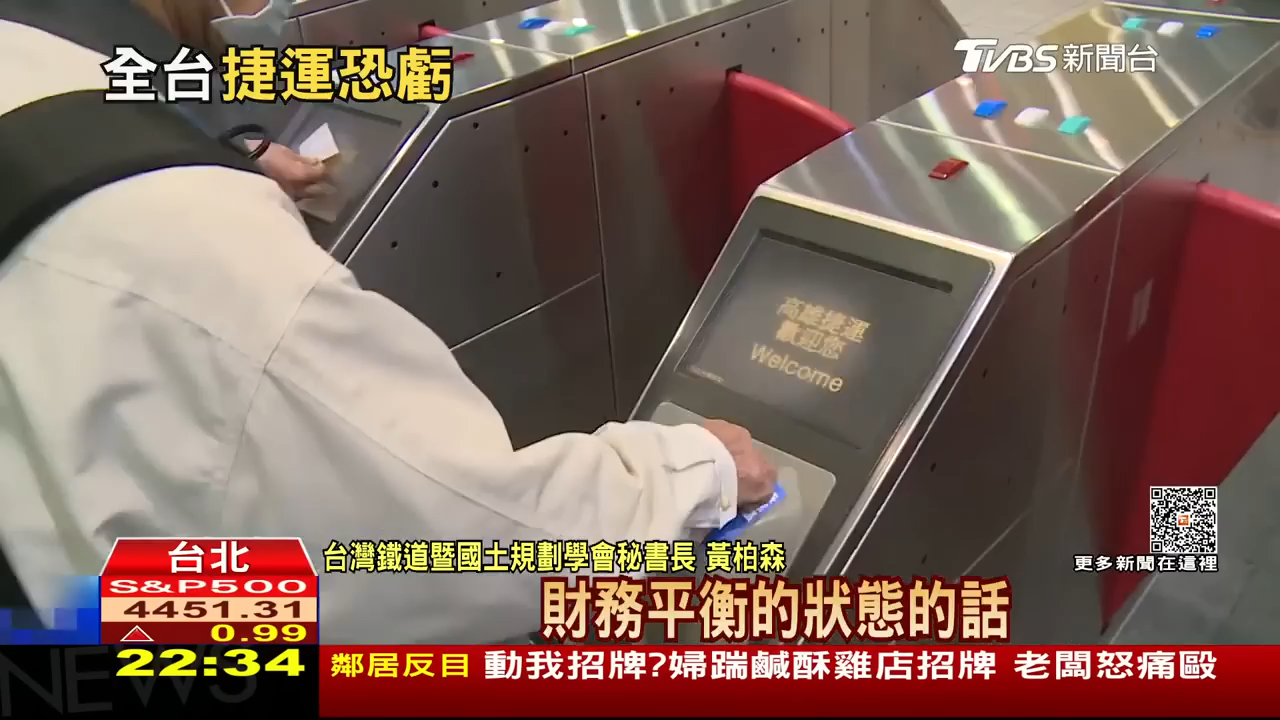 全台捷運恐虧
TVBS新聞台
高雄捷運
歡迎您
Welcome
更多新聞在這裡
台灣鐵道暨國土規劃學會秘書長 黃柏森
財務平衡的狀態的話
台北
S&P500
4451.31
0.99
22:34
NEWS
鄰居反目 動我招牌?婦踹鹹酥雞店招牌 老闆怒痛毆